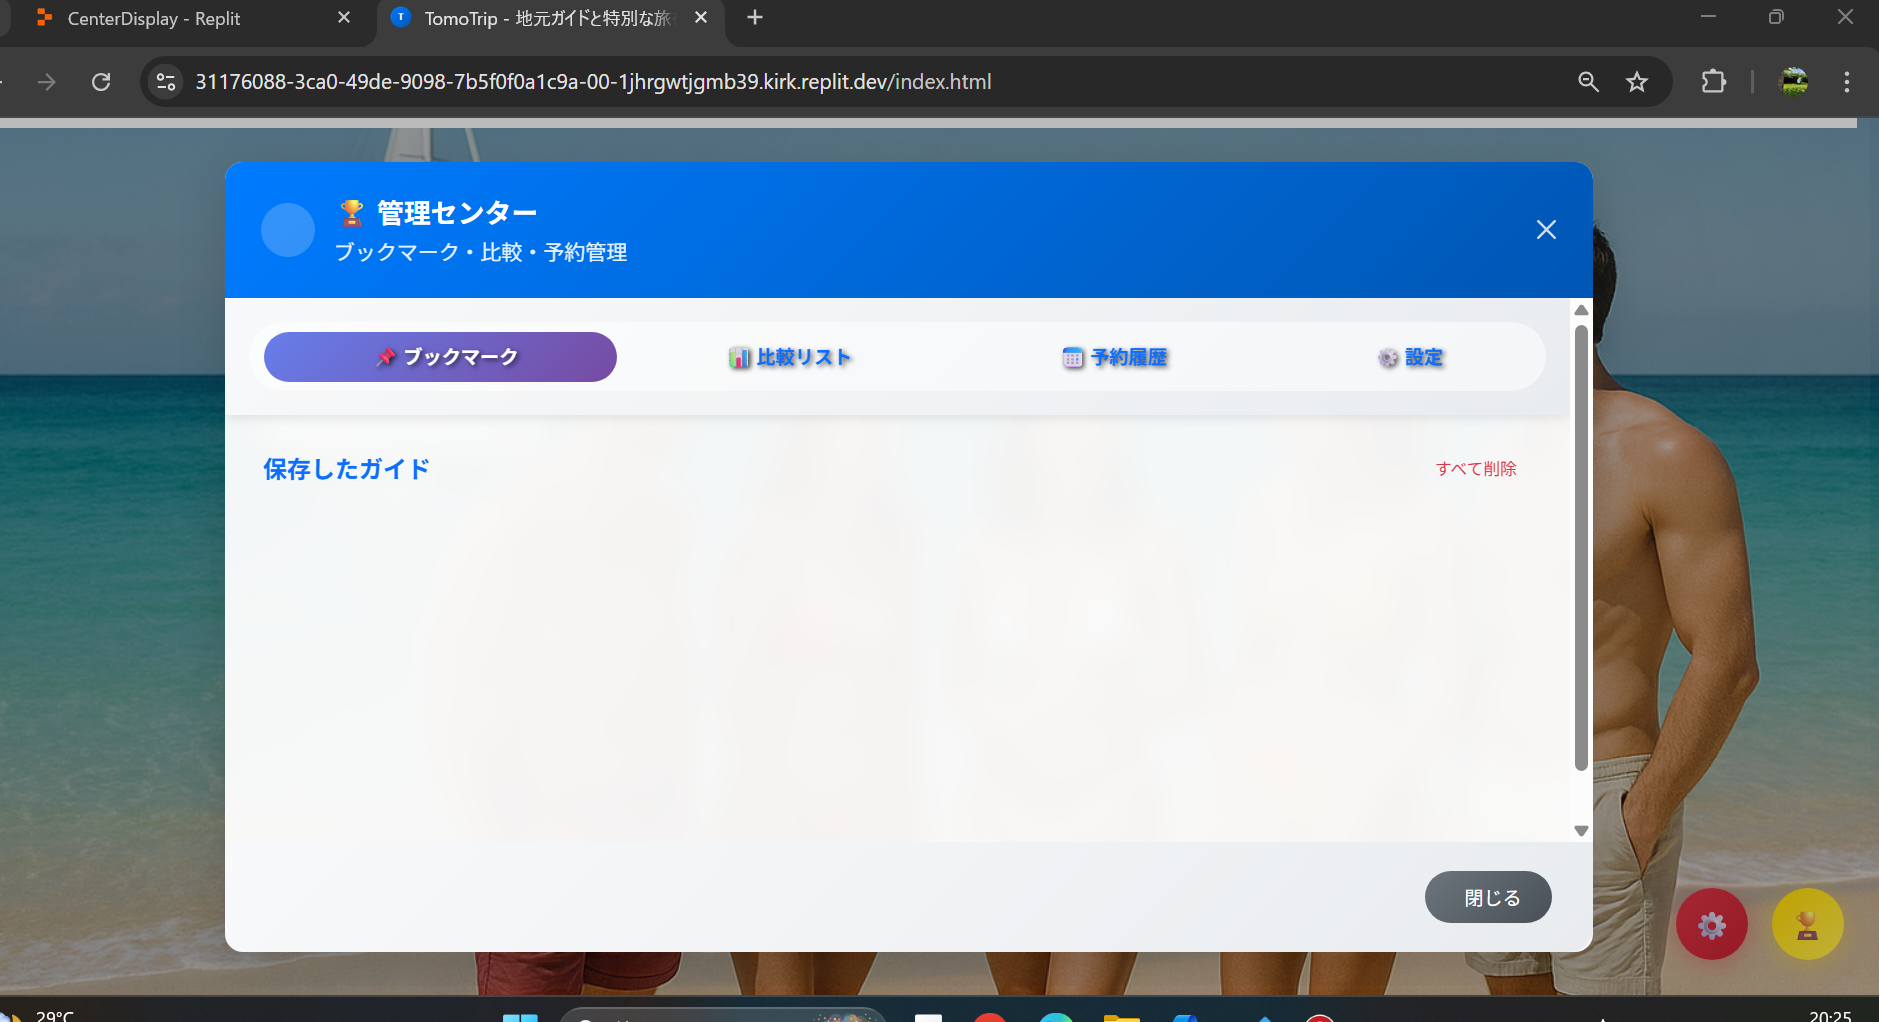 CenterDisplay - Replit
TomoTrip - 地元ガイドと特別な旅
31176088-3ca0-49de-9098-7b5f0f0a1c9a-00-1jhrgwtjgmb39.kirk.replit.dev/index.html
🏆 管理センター
ブックマーク・比較・予約管理
📌 ブックマーク
📊 比較リスト
📅 予約履歴
⚙️ 設定
保存したガイド
すべて削除
閉じる
29°C
20:25